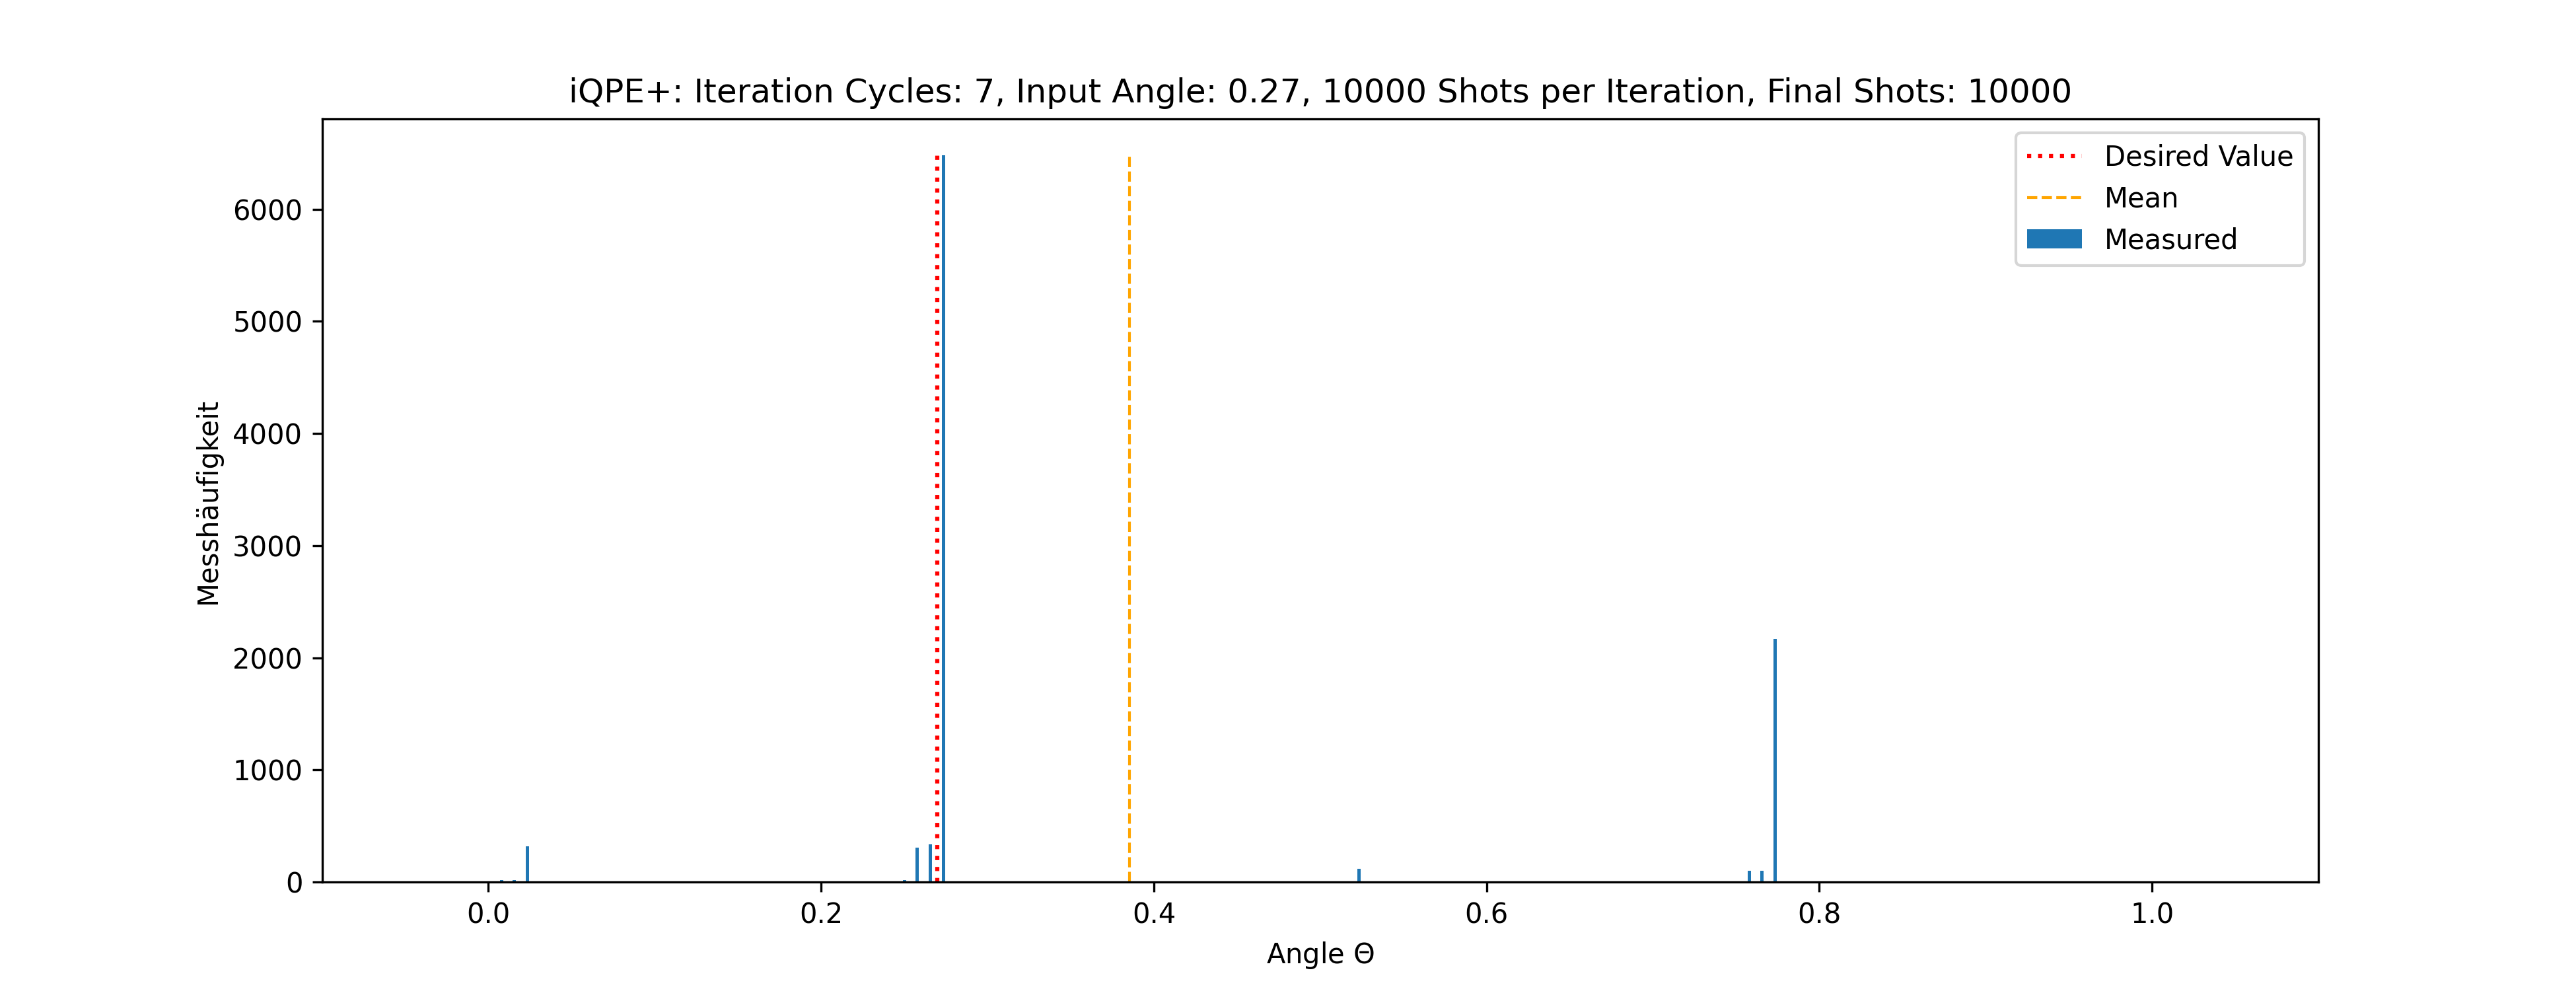 iQPE+: Iteration Cycles: 7, Input Angle: 0.27, 10000 Shots per Iteration, Final Shots: 10000
Desired Value
Mean
Measured
Messhäufigkeit
6000
5000
4000
3000
2000
1000
0
0.0 0.2 0.4 0.6 0.8 1.0
Angle Θ